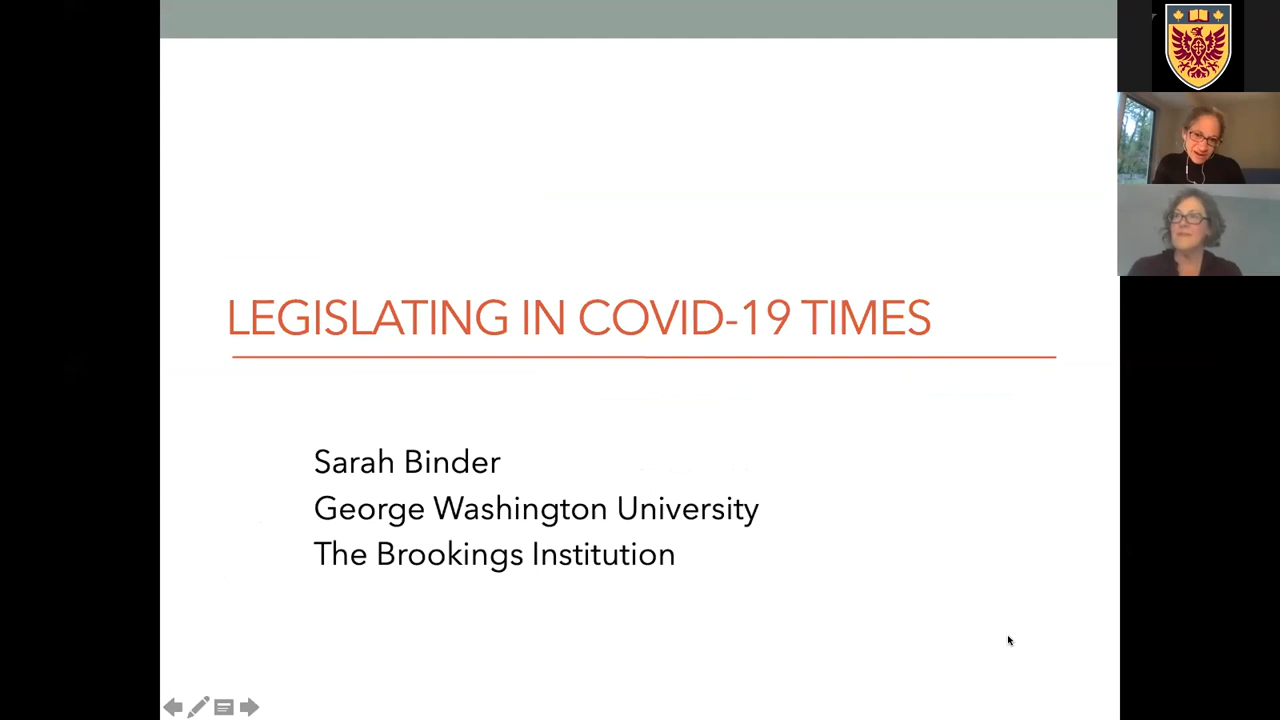 LEGISLATING IN COVID-19 TIMES
Sarah Binder
George Washington University
The Brookings Institution